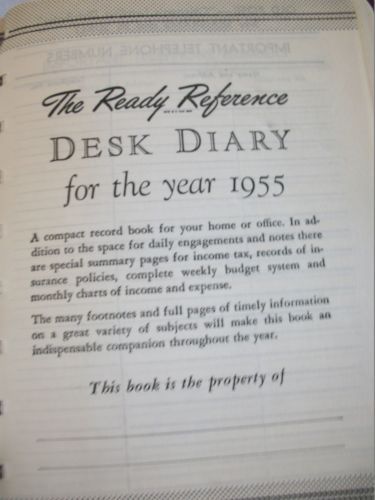 IMPORTANT TELEPHONE NUMBERS
The Ready Reference
DESK DIARY
for the year 1955
A compact record book for your home or office. In ad-
dition to the space for daily engagements and notes there
are special summary pages for income tax, records of in-
surance policies, complete weekly budget system and
monthly charts of income and expense.
The many footnotes and full pages of timely information
on a great variety of subjects will make this book an
indispensable companion throughout the year.
This book is the property of